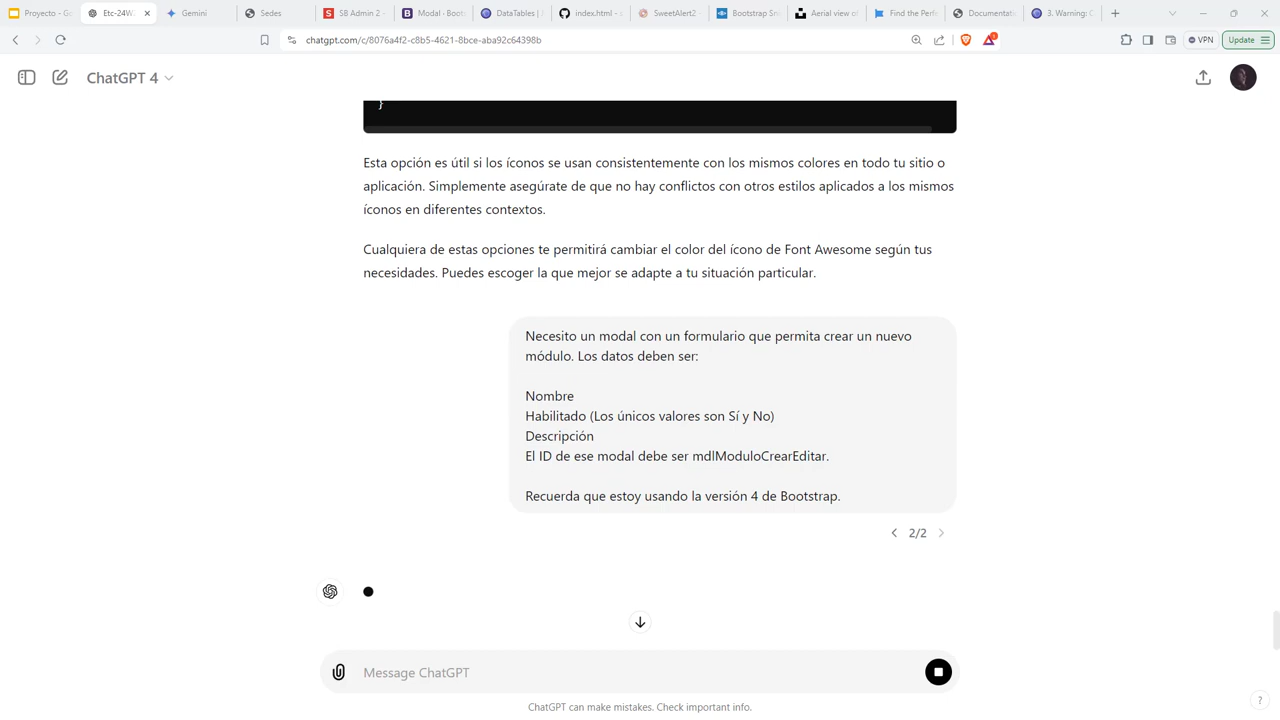 Proyecto - Go
Etc-24W
Gemini
Sedes
SB Admin 2 -
Modal · Boots
DataTables |
index.html -
SweetAlert2 -
Bootstrap Sni
Aerial view of
Find the Perfe
Documentati
3. Warning: C
chatgpt.com/c/8076a4f2-c8b5-4621-8bce-aba92c64398b
VPN
Update
ChatGPT 4
}
Esta opción es útil si los íconos se usan consistentemente con los mismos colores en todo tu sitio o
aplicación. Simplemente asegúrate de que no hay conflictos con otros estilos aplicados a los mismos
íconos en diferentes contextos.
Cualquiera de estas opciones te permitirá cambiar el color del ícono de Font Awesome según tus
necesidades. Puedes escoger la que mejor se adapte a tu situación particular.
Necesito un modal con un formulario que permita crear un nuevo
módulo. Los datos deben ser:
Nombre
Habilitado (Los únicos valores son Sí y No)
Descripción
El ID de ese modal debe ser mdlModuloCrearEditar.
Recuerda que estoy usando la versión 4 de Bootstrap.
2/2
Message ChatGPT
ChatGPT can make mistakes. Check important info.
?